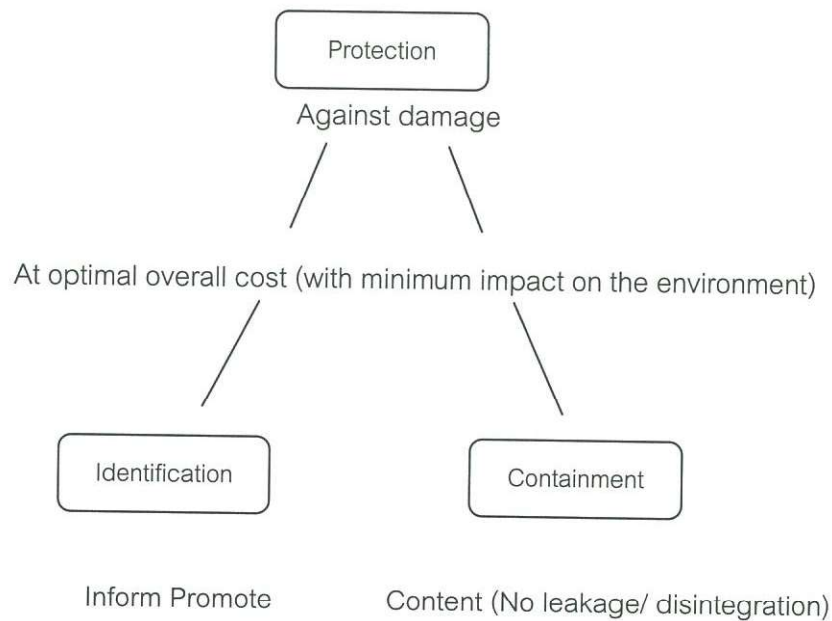 Protection
Against damage
At optimal overall cost (with minimum impact on the environment)
Identification
Containment
Inform Promote
Content (No leakage/ disintegration)